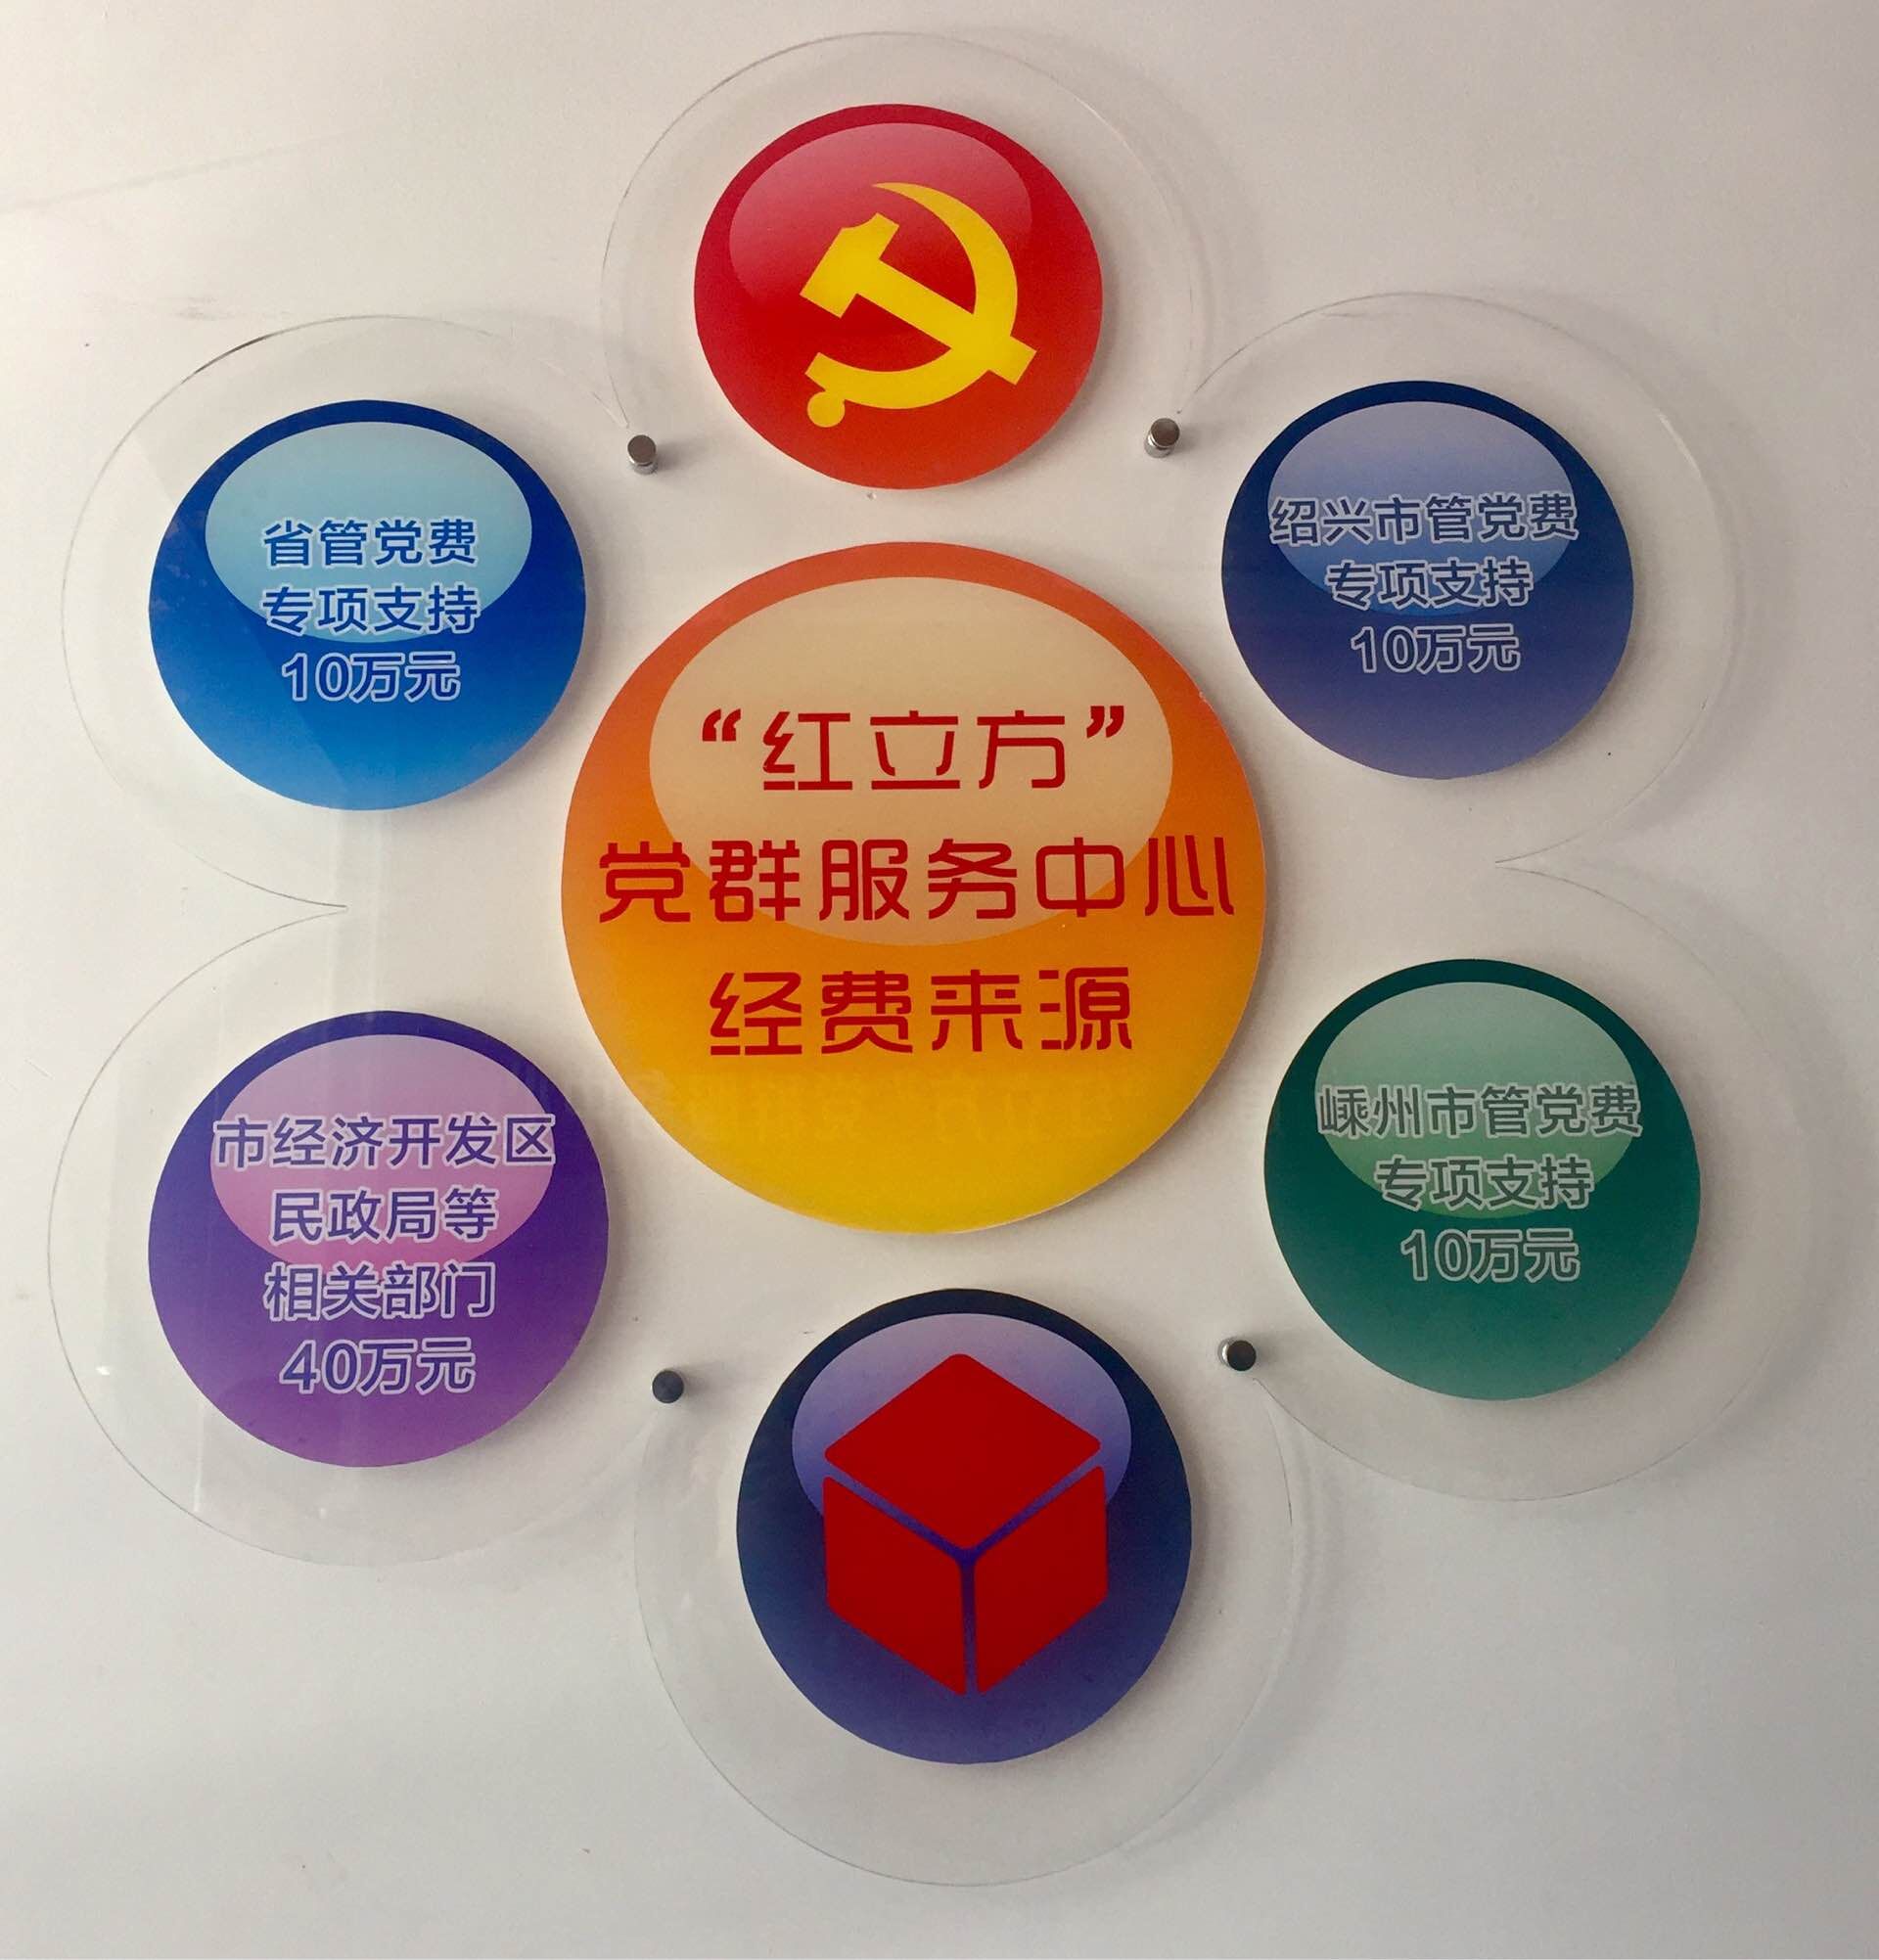 省管党费
专项支持
10万元
绍兴市管党费
专项支持
10万元
“红立方”
党群服务中心
经费来源
市经济开发区
民政局等
相关部门
40万元
嵊州市管党费
专项支持
10万元